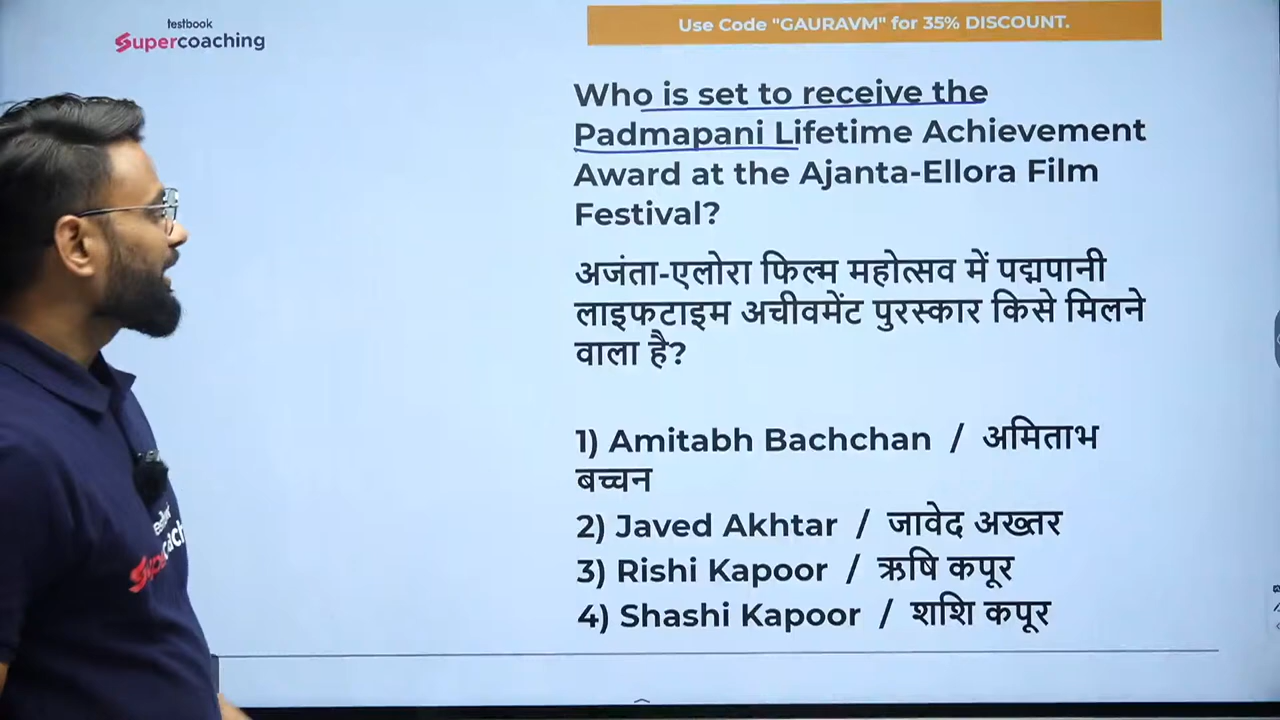 testbook
Supercoaching
Use Code "GAURAVM" for 35% DISCOUNT.
Who is set to receive the
Padmapani Lifetime Achievement
Award at the Ajanta-Ellora Film
Festival?
अजंता-एलोरा फिल्म महोत्सव में पद्मपानी
लाइफटाइम अचीवमेंट पुरस्कार किसे मिलने
वाला है?
1) Amitabh Bachchan / अमिताभ
बच्चन
2) Javed Akhtar / जावेद अख्तर
3) Rishi Kapoor / ऋषि कपूर
4) Shashi Kapoor / शशि कपूर